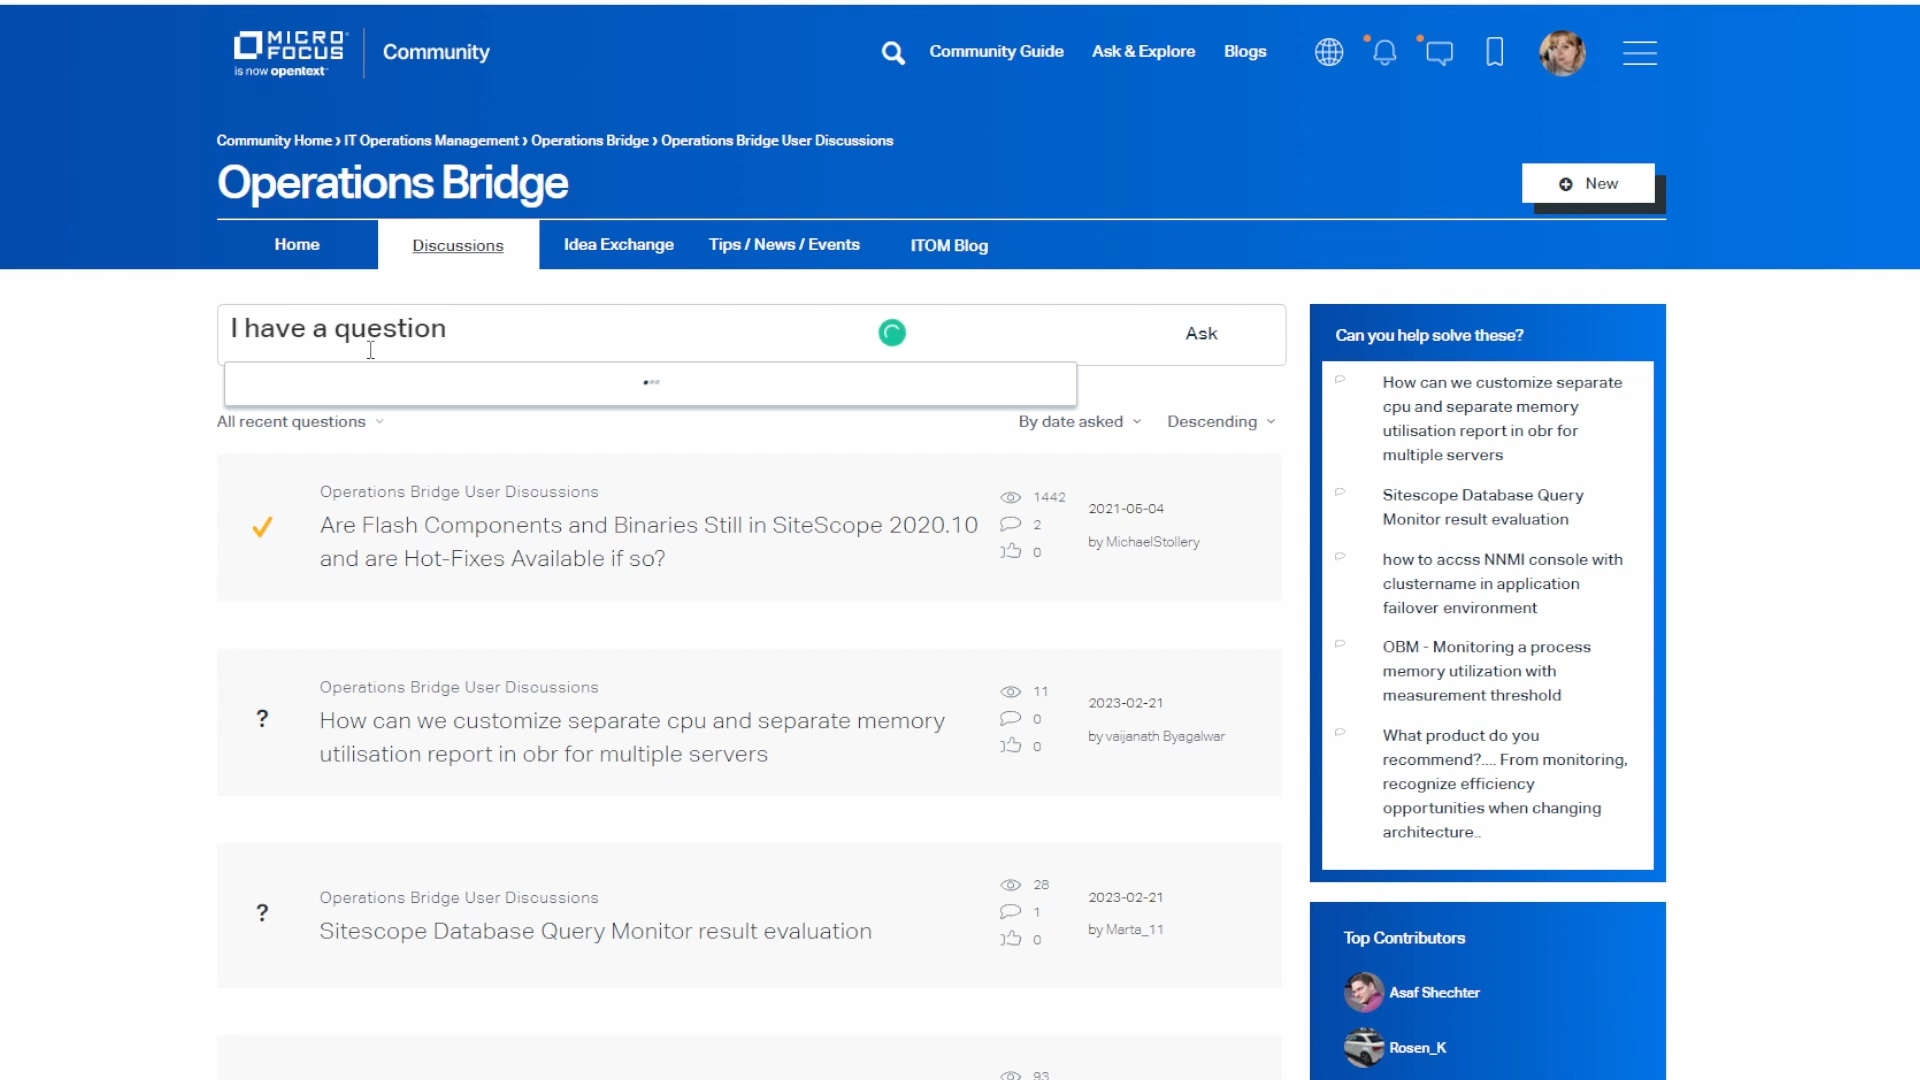 MICRO
FOCUS
is now opentext™
Community
Community Guide
Ask & Explore
Blogs
Community Home › IT Operations Management › Operations Bridge › Operations Bridge User Discussions
Operations Bridge
New
Home
Discussions
Idea Exchange
Tips / News / Events
ITOM Blog
I have a question
Ask
All recent questions
By date asked
Descending
Operations Bridge User Discussions
Are Flash Components and Binaries Still in SiteScope 2020.10
and are Hot-Fixes Available if so?
1442
2
0
2021-05-04
by MichaelStollery
?
Operations Bridge User Discussions
How can we customize separate cpu and separate memory
utilisation report in obr for multiple servers
11
0
0
2023-02-21
by vaijanath Byagalwar
?
Operations Bridge User Discussions
Sitescope Database Query Monitor result evaluation
28
1
0
2023-02-21
by Marta_11
93
Can you help solve these?
How can we customize separate
cpu and separate memory
utilisation report in obr for
multiple servers
Sitescope Database Query
Monitor result evaluation
how to accss NNMI console with
clustername in application
failover environment
OBM - Monitoring a process
memory utilization with
measurement threshold
What product do you
recommend?.... From monitoring,
recognize efficiency
opportunities when changing
architecture..
Top Contributors
Asaf Shechter
Rosen_K